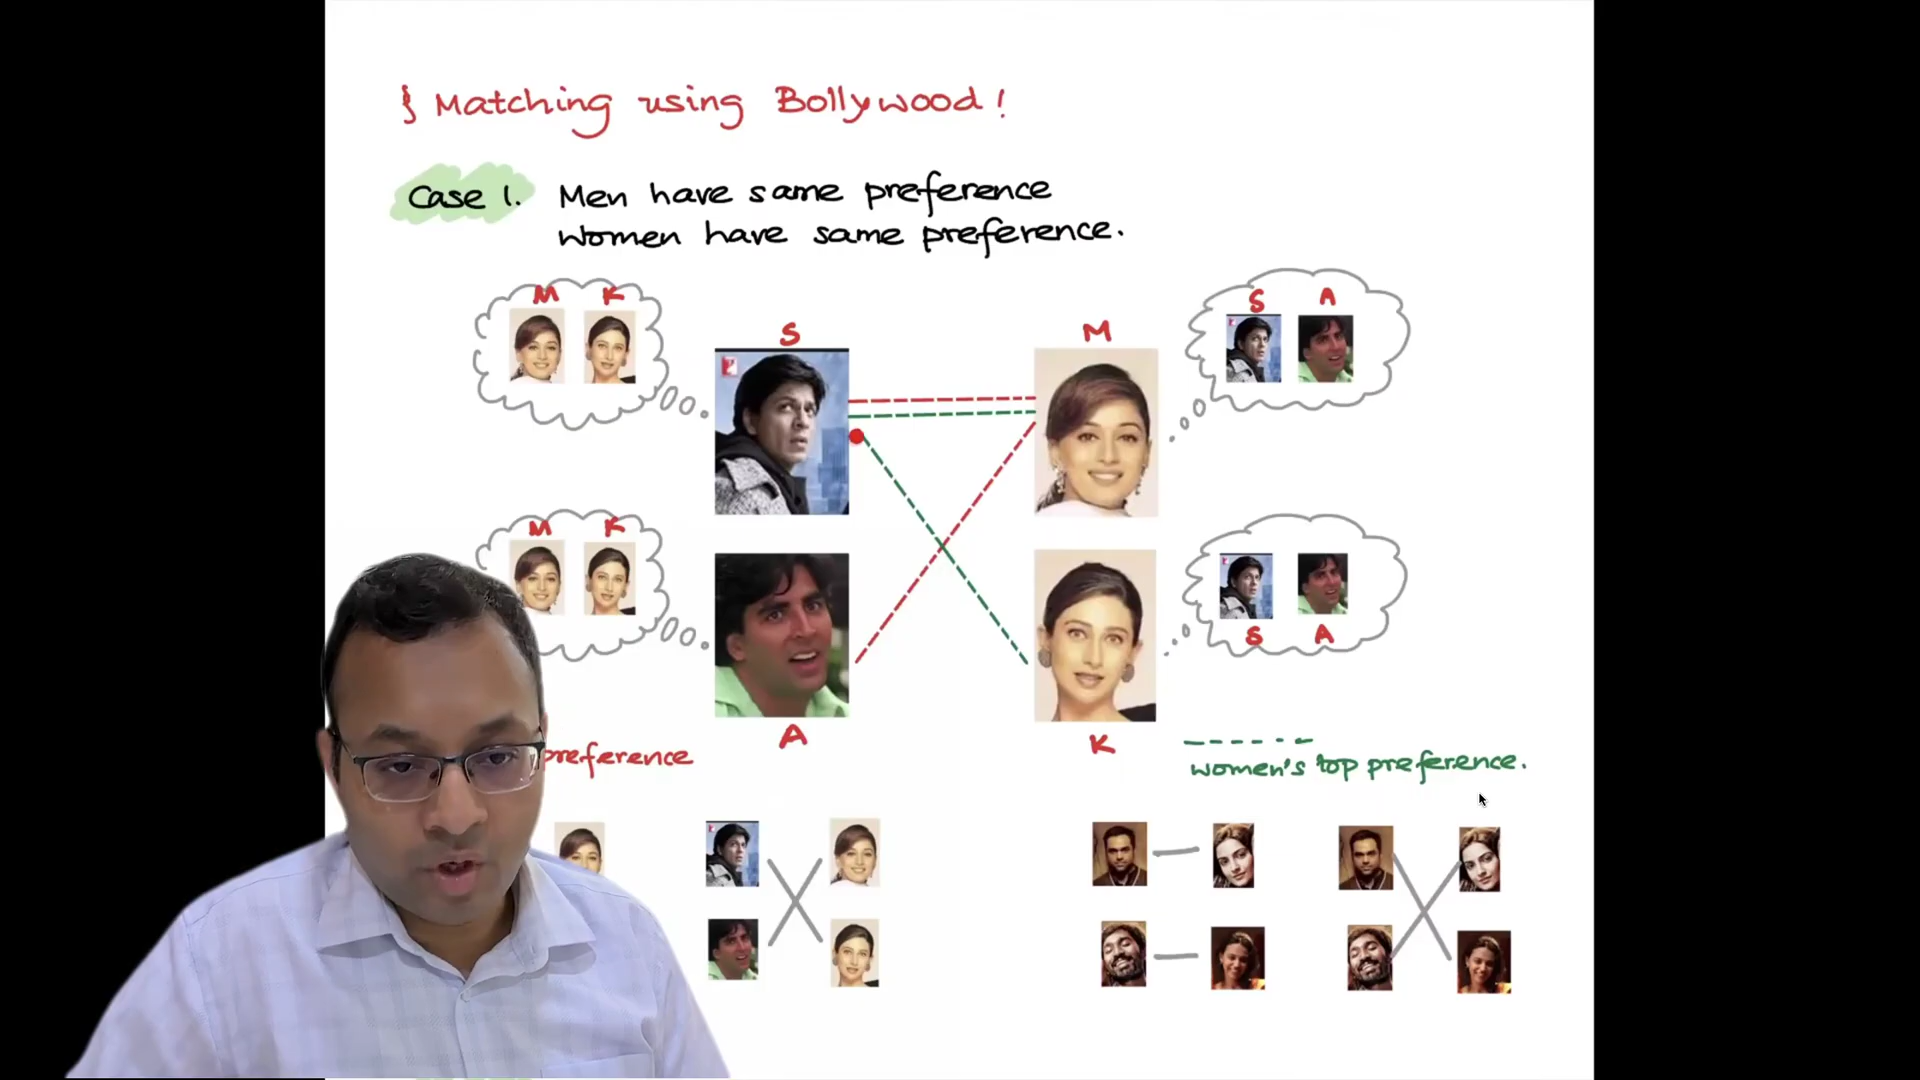 } Matching using Bollywood!
Case 1. Men have same preference
Women have same preference.
M K
S A
S
M
M K
S A
A
K
preference
women's top preference.